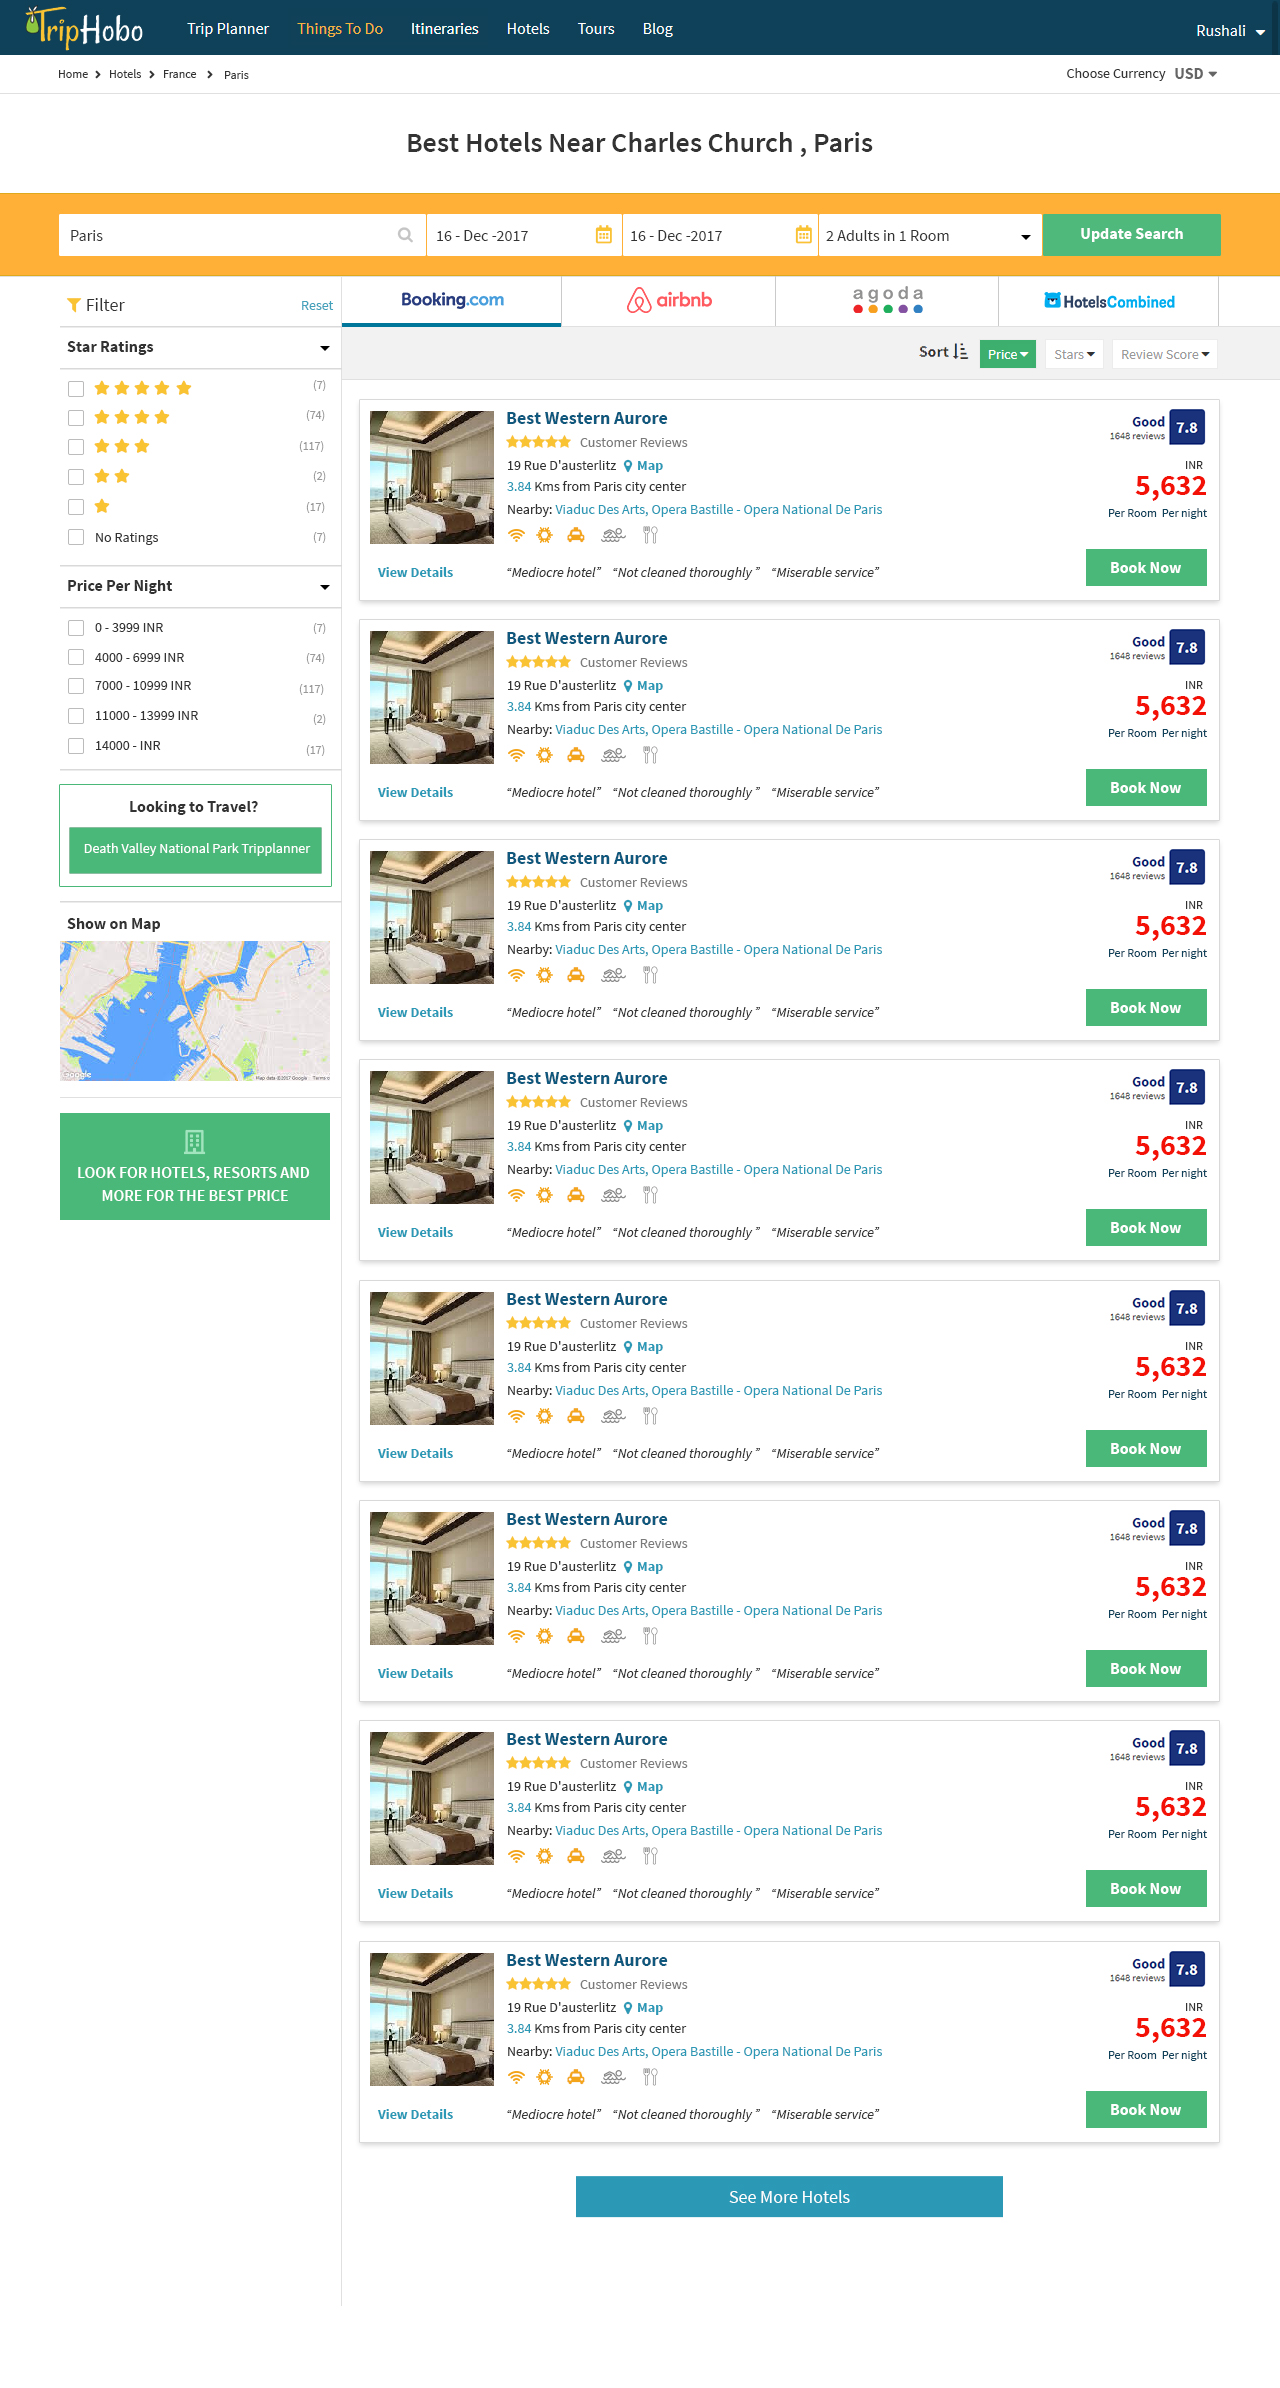 TripHobo Trip Planner Things To Do Itineraries Hotels Tours Blog Rushali
Home Hotels France Paris Choose Currency USD
Best Hotels Near Charles Church , Paris
Paris 16 - Dec -2017 16 - Dec -2017 2 Adults in 1 Room Update Search
Filter Reset
Booking.com airbnb agoda HotelsCombined
Sort Price Stars Review Score
Star Ratings
(7)
(74)
(117)
(2)
(17)
No Ratings (7)
Price Per Night
0 - 3999 INR (7)
4000 - 6999 INR (74)
7000 - 10999 INR (117)
11000 - 13999 INR (2)
14000 - INR (17)
Looking to Travel?
Death Valley National Park Tripplanner
Show on Map
Google Map data ©2017 Google Terms o
LOOK FOR HOTELS, RESORTS AND
MORE FOR THE BEST PRICE
Best Western Aurore Good 7.8
Customer Reviews 1648 reviews
19 Rue D'austerlitz Map INR
3.84 Kms from Paris city center 5,632
Nearby: Viaduc Des Arts, Opera Bastille - Opera National De Paris Per Room Per night
View Details “Mediocre hotel” “Not cleaned thoroughly ” “Miserable service” Book Now
Best Western Aurore Good 7.8
Customer Reviews 1648 reviews
19 Rue D'austerlitz Map INR
3.84 Kms from Paris city center 5,632
Nearby: Viaduc Des Arts, Opera Bastille - Opera National De Paris Per Room Per night
View Details “Mediocre hotel” “Not cleaned thoroughly ” “Miserable service” Book Now
Best Western Aurore Good 7.8
Customer Reviews 1648 reviews
19 Rue D'austerlitz Map INR
3.84 Kms from Paris city center 5,632
Nearby: Viaduc Des Arts, Opera Bastille - Opera National De Paris Per Room Per night
View Details “Mediocre hotel” “Not cleaned thoroughly ” “Miserable service” Book Now
Best Western Aurore Good 7.8
Customer Reviews 1648 reviews
19 Rue D'austerlitz Map INR
3.84 Kms from Paris city center 5,632
Nearby: Viaduc Des Arts, Opera Bastille - Opera National De Paris Per Room Per night
View Details “Mediocre hotel” “Not cleaned thoroughly ” “Miserable service” Book Now
Best Western Aurore Good 7.8
Customer Reviews 1648 reviews
19 Rue D'austerlitz Map INR
3.84 Kms from Paris city center 5,632
Nearby: Viaduc Des Arts, Opera Bastille - Opera National De Paris Per Room Per night
View Details “Mediocre hotel” “Not cleaned thoroughly ” “Miserable service” Book Now
Best Western Aurore Good 7.8
Customer Reviews 1648 reviews
19 Rue D'austerlitz Map INR
3.84 Kms from Paris city center 5,632
Nearby: Viaduc Des Arts, Opera Bastille - Opera National De Paris Per Room Per night
View Details “Mediocre hotel” “Not cleaned thoroughly ” “Miserable service” Book Now
Best Western Aurore Good 7.8
Customer Reviews 1648 reviews
19 Rue D'austerlitz Map INR
3.84 Kms from Paris city center 5,632
Nearby: Viaduc Des Arts, Opera Bastille - Opera National De Paris Per Room Per night
View Details “Mediocre hotel” “Not cleaned thoroughly ” “Miserable service” Book Now
Best Western Aurore Good 7.8
Customer Reviews 1648 reviews
19 Rue D'austerlitz Map INR
3.84 Kms from Paris city center 5,632
Nearby: Viaduc Des Arts, Opera Bastille - Opera National De Paris Per Room Per night
View Details “Mediocre hotel” “Not cleaned thoroughly ” “Miserable service” Book Now
See More Hotels